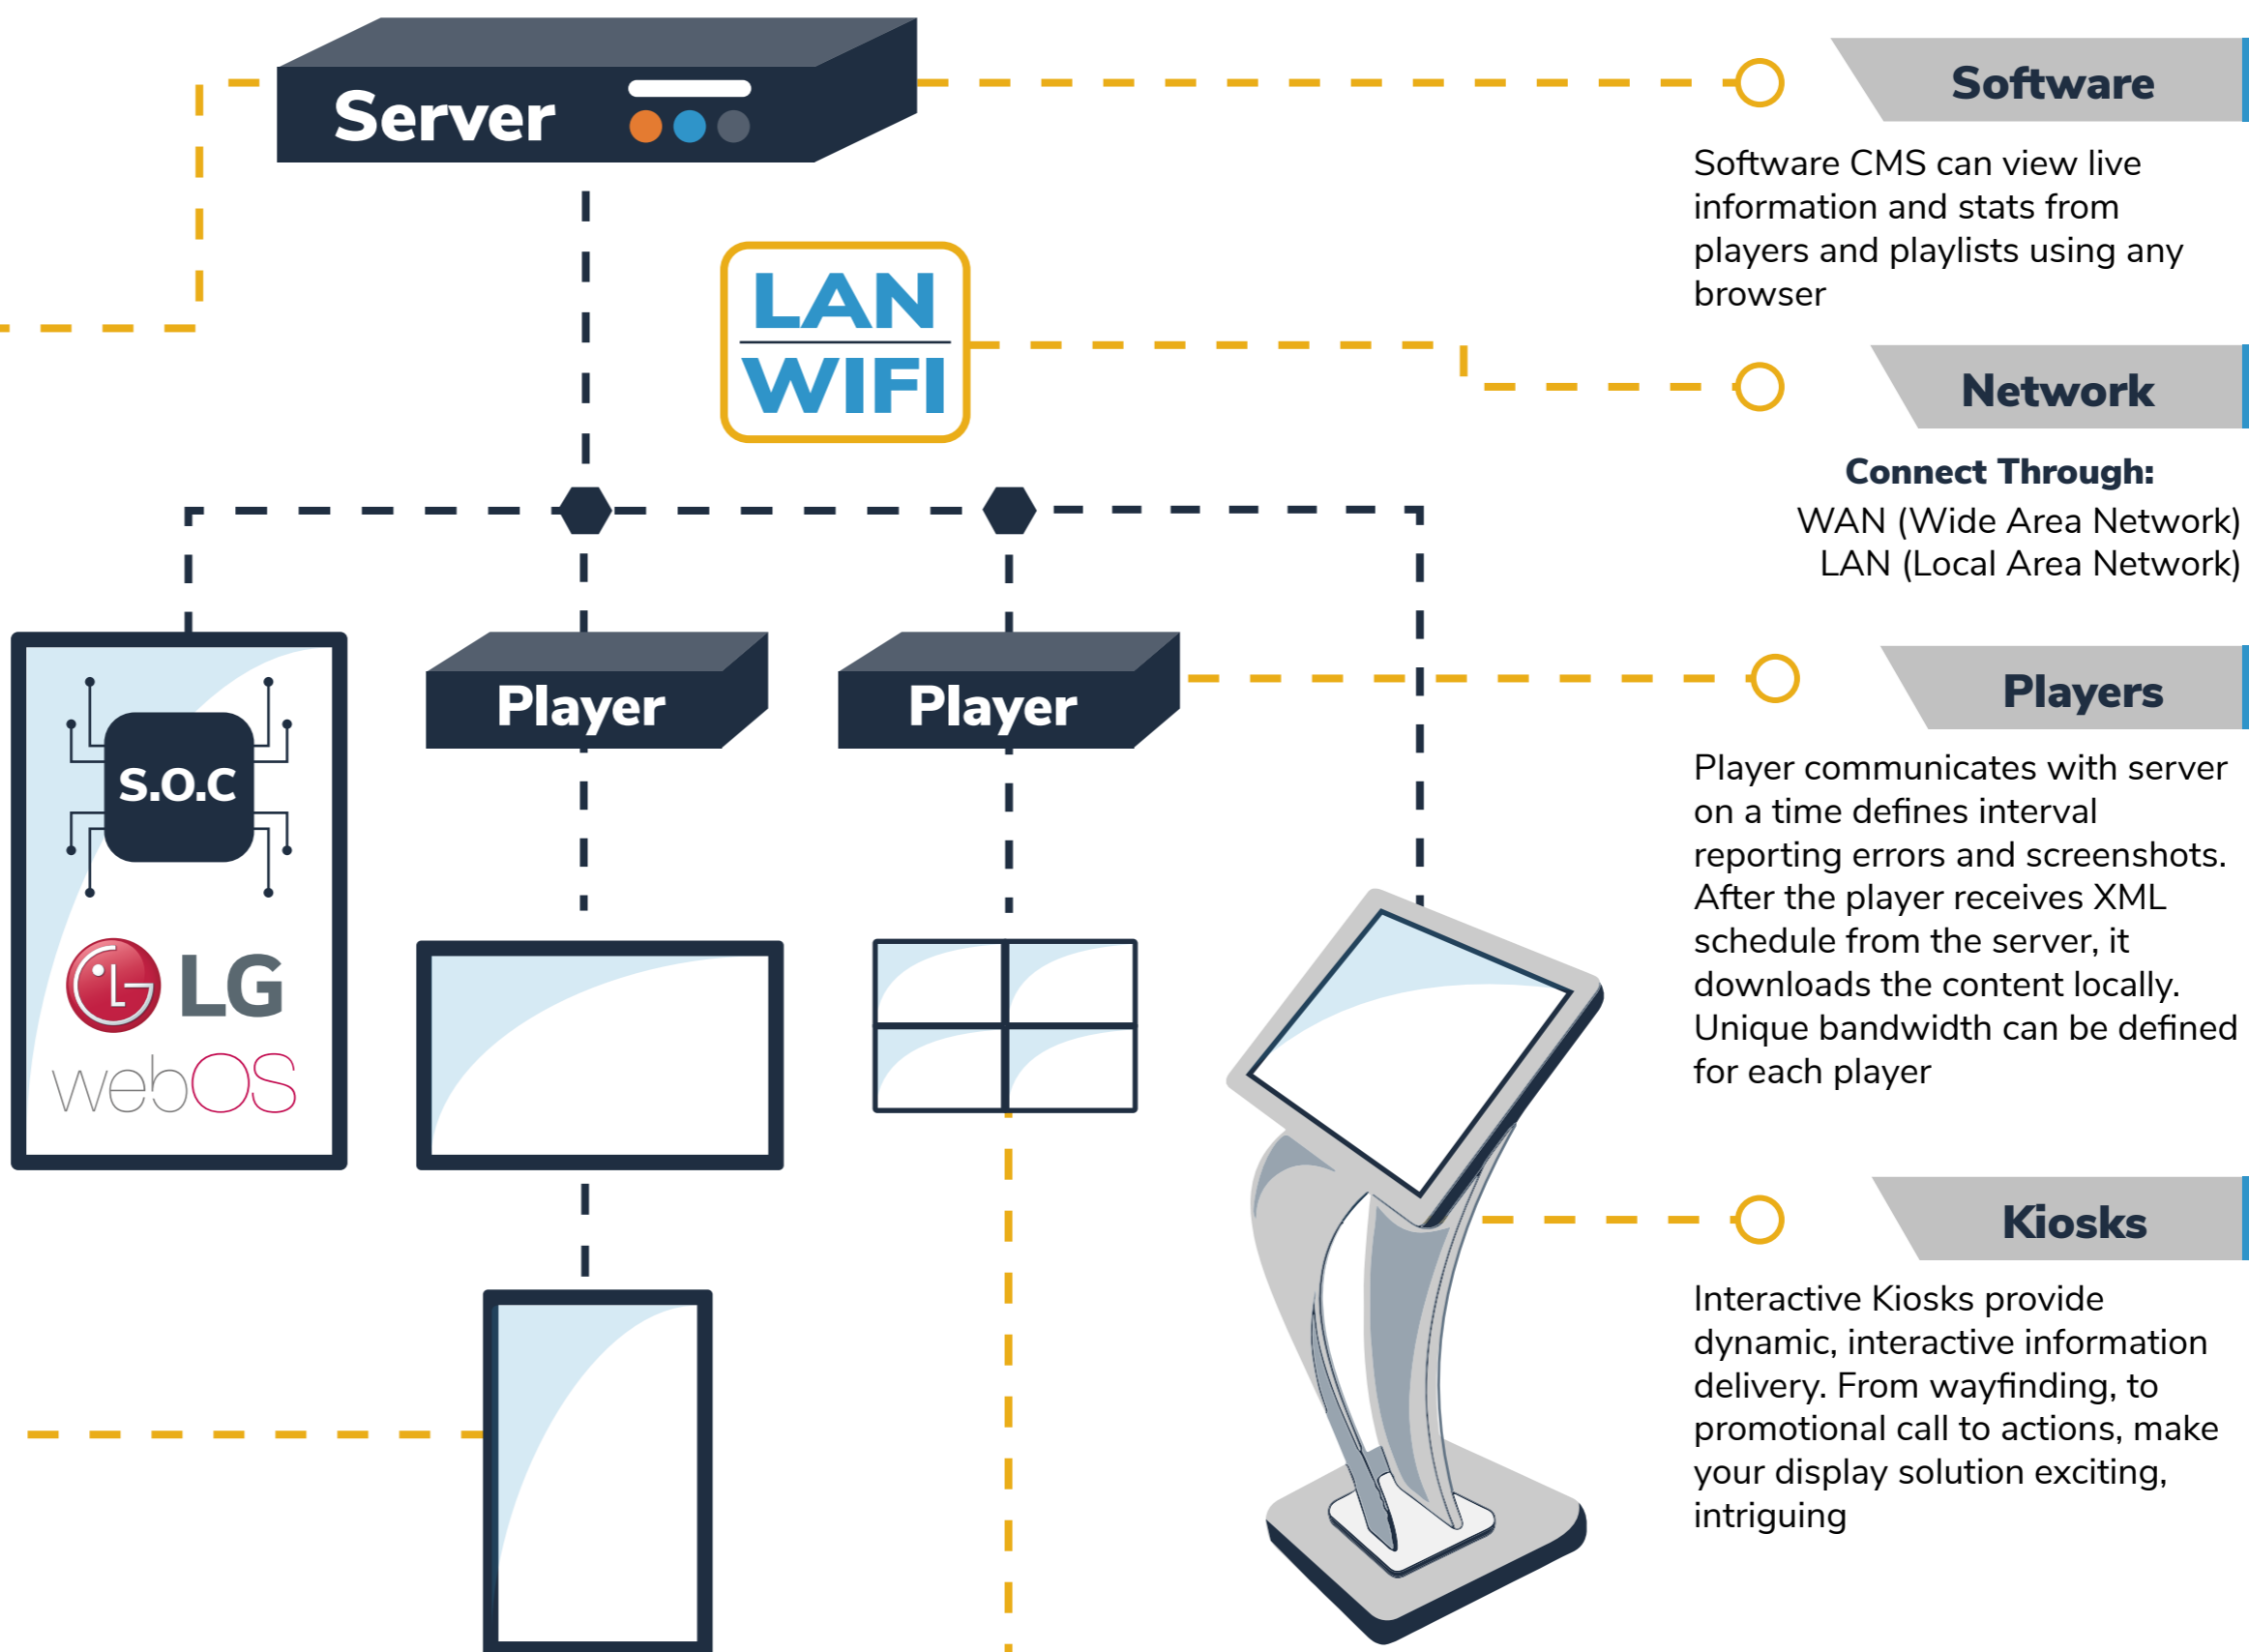 Server
Software
Software CMS can view live
information and stats from
players and playlists using any
browser
LAN
WIFI
Network
Connect Through:
WAN (Wide Area Network)
LAN (Local Area Network)
Player
Player
Players
Player communicates with server
on a time defines interval
reporting errors and screenshots.
After the player receives XML
schedule from the server, it
downloads the content locally.
Unique bandwidth can be defined
for each player
S.O.C
LG
webOS
Kiosks
Interactive Kiosks provide
dynamic, interactive information
delivery. From wayfinding, to
promotional call to actions, make
your display solution exciting,
intriguing